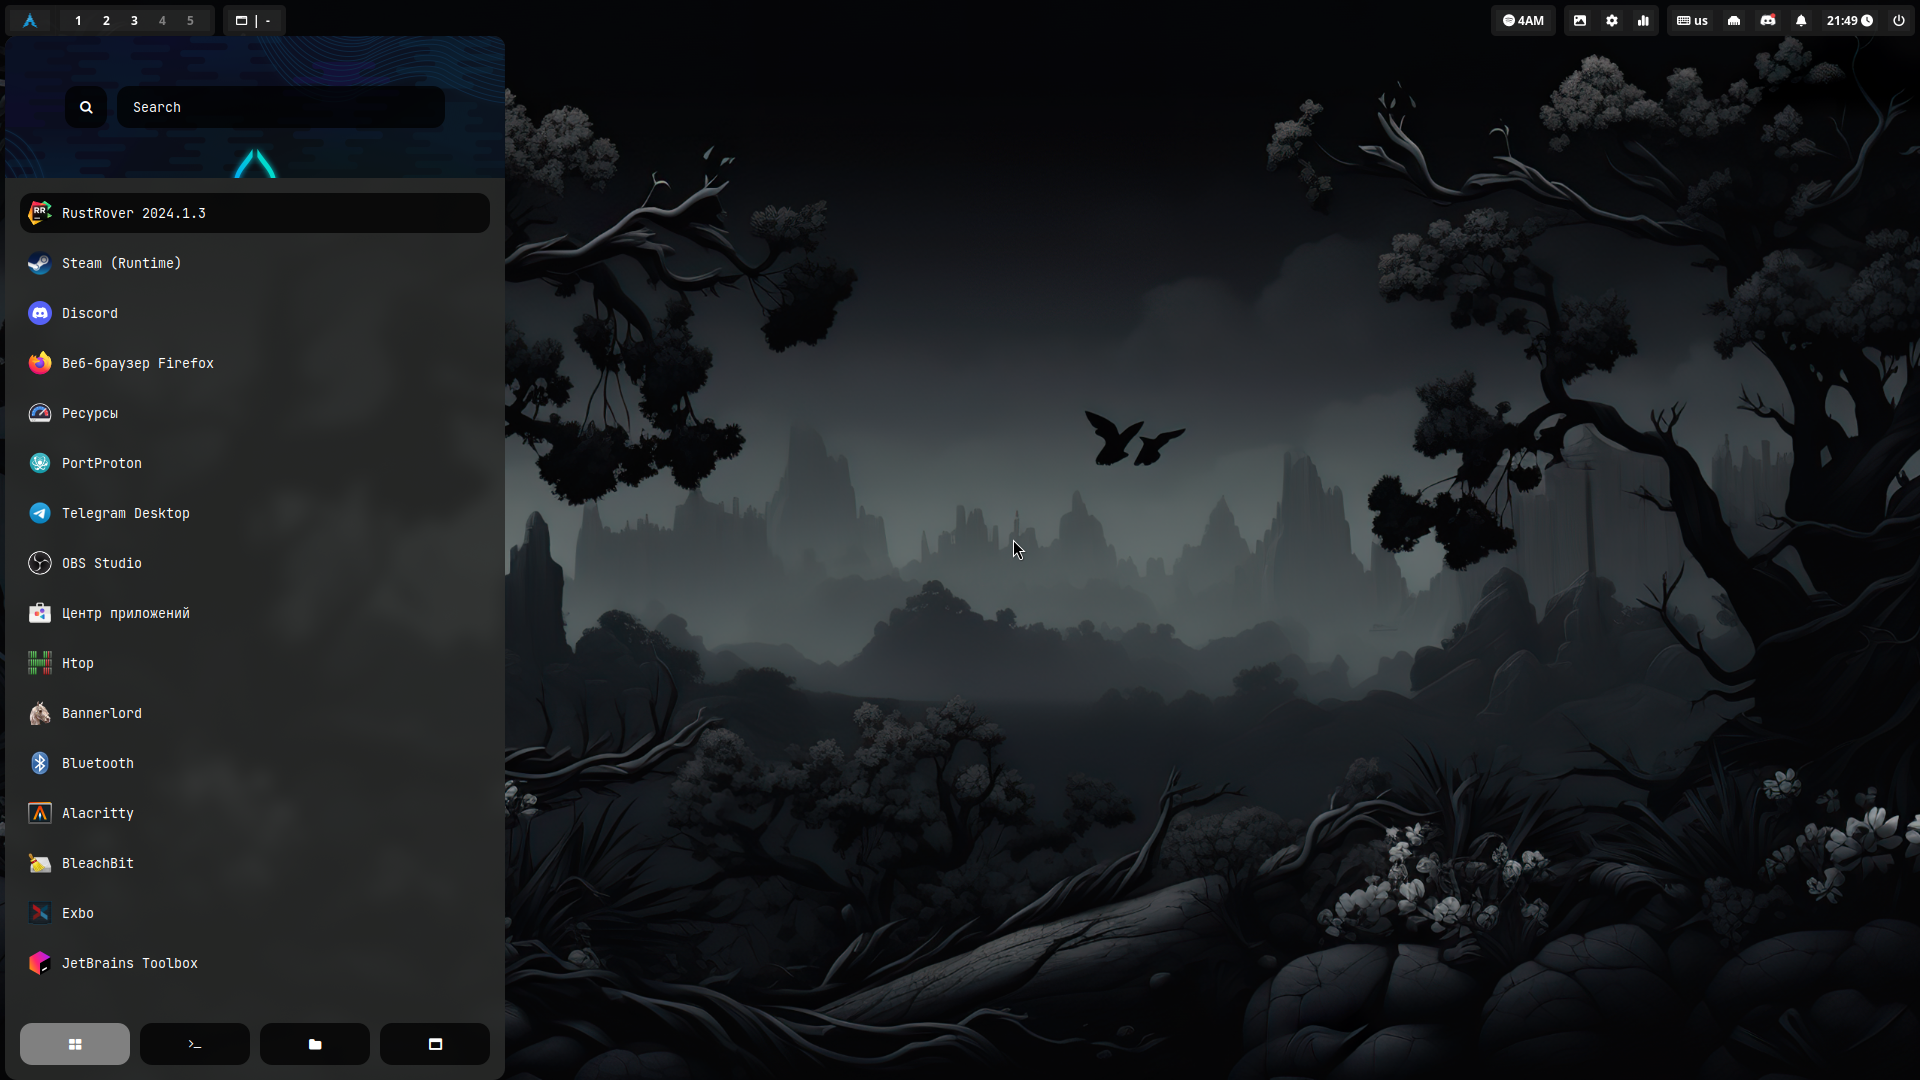 1 2 3 4 5
| -
4AM
us
21:49
Search
RustRover 2024.1.3
Steam (Runtime)
Discord
Веб-браузер Firefox
Ресурсы
PortProton
Telegram Desktop
OBS Studio
Центр приложений
Htop
Bannerlord
Bluetooth
Alacritty
BleachBit
Exbo
JetBrains Toolbox